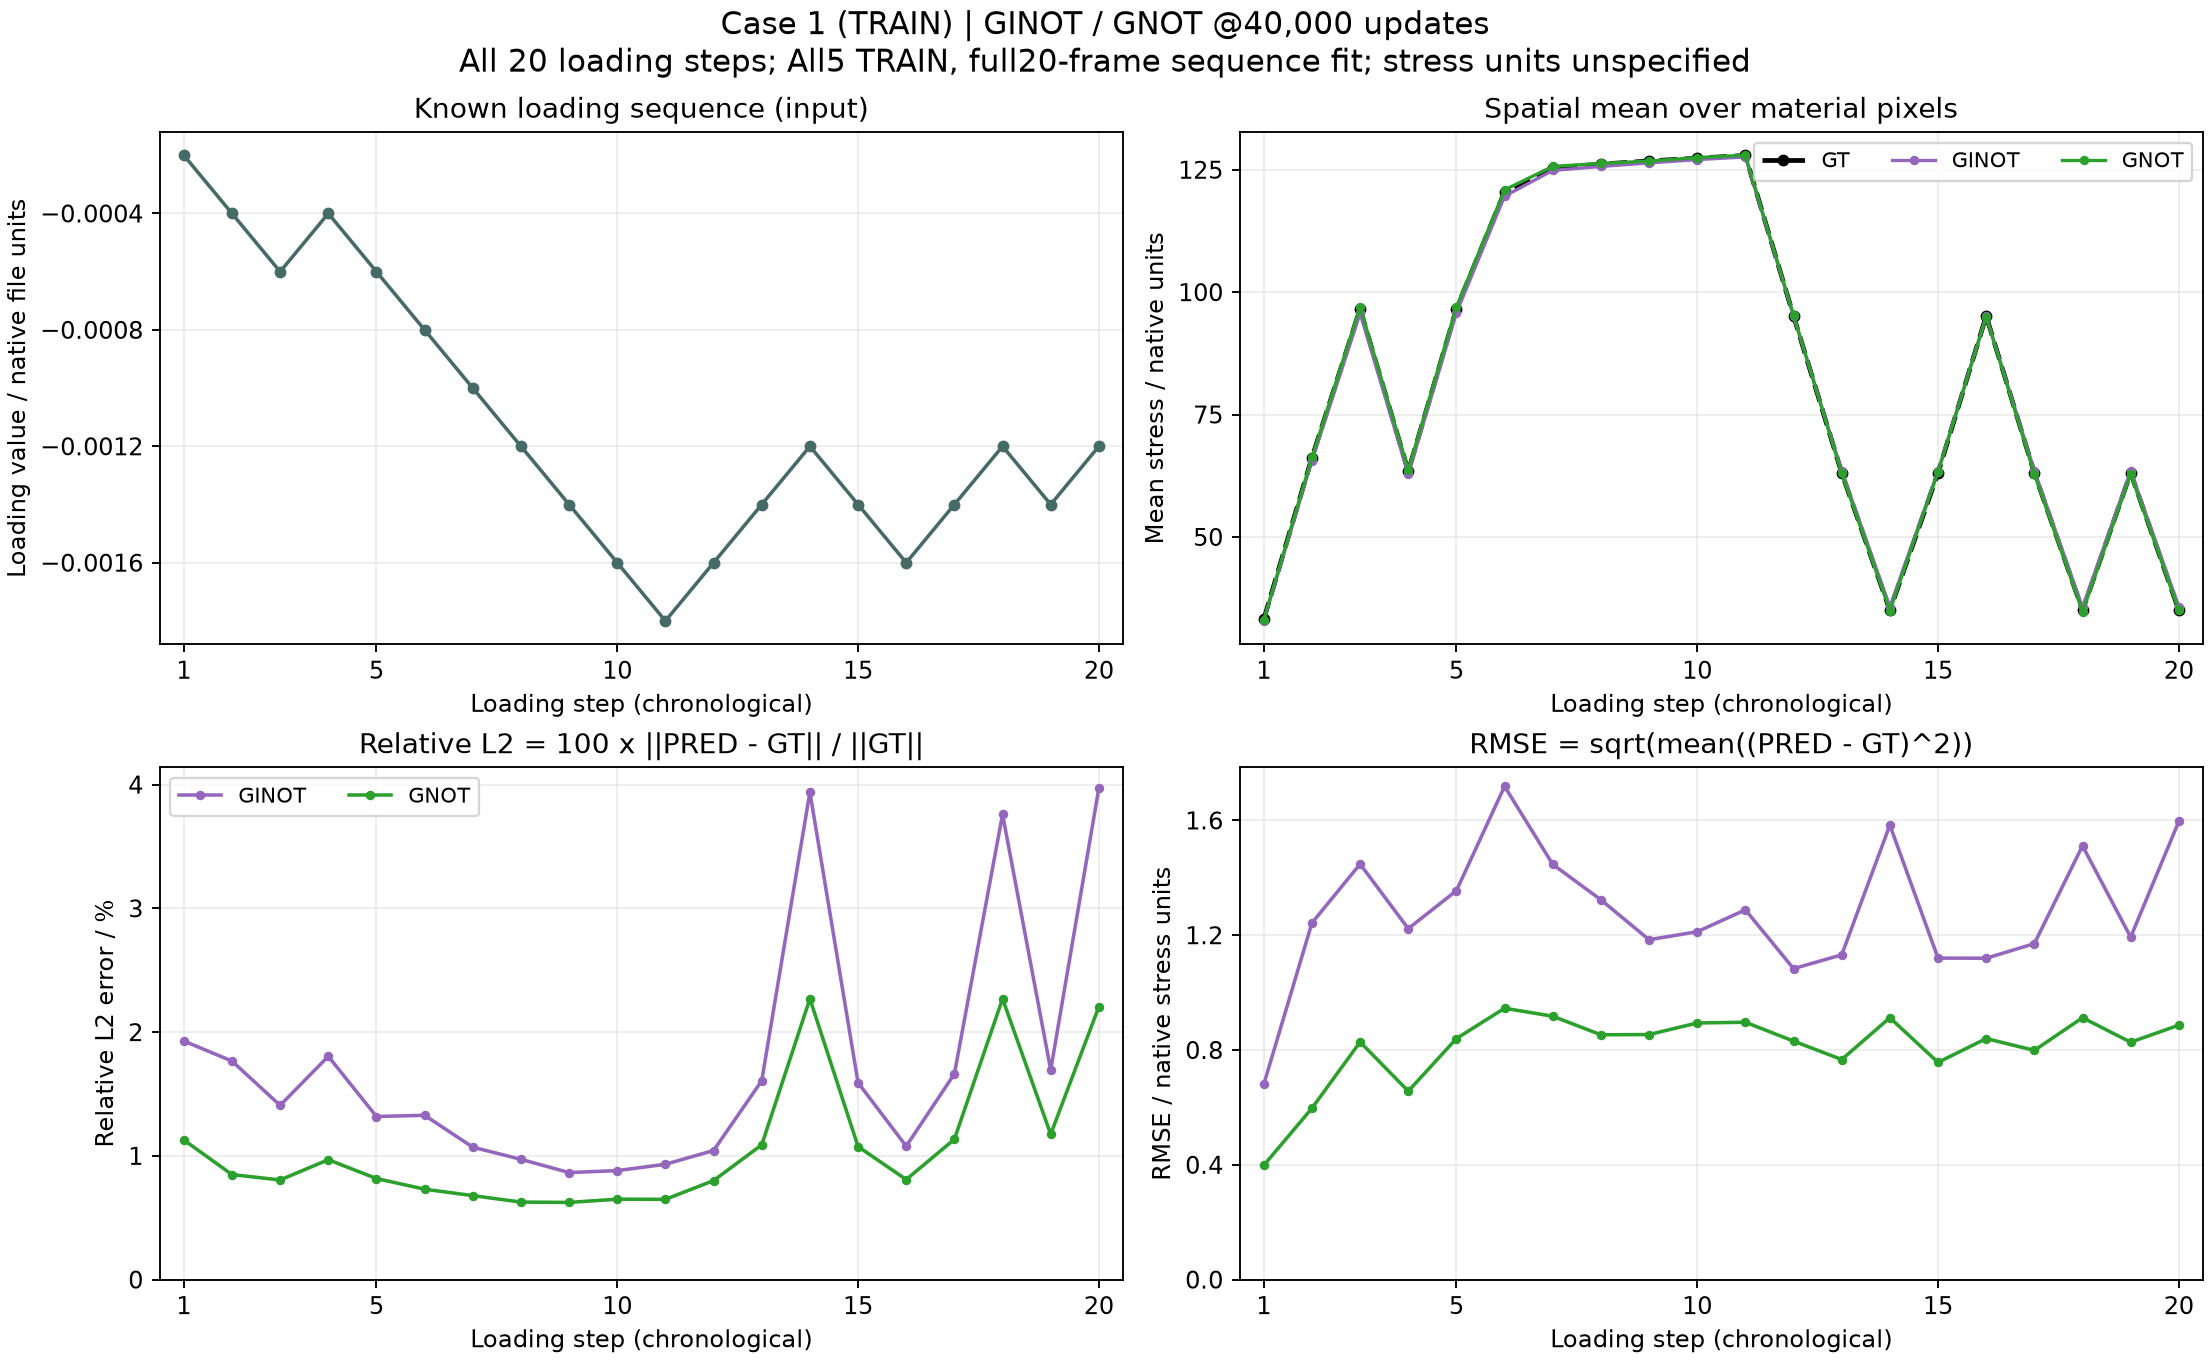 Case 1 (TRAIN) | GINOT / GNOT @40,000 updates
All 20 loading steps; All5 TRAIN, full20-frame sequence fit; stress units unspecified
Known loading sequence (input)
Loading value / native file units
−0.0004
−0.0008
−0.0012
−0.0016
1 5 10 15 20
Loading step (chronological)
Spatial mean over material pixels
GT GINOT GNOT
Mean stress / native units
125
100
75
50
1 5 10 15 20
Loading step (chronological)
Relative L2 = 100 x ||PRED - GT|| / ||GT||
GINOT GNOT
Relative L2 error / %
4
3
2
1
0
1 5 10 15 20
Loading step (chronological)
RMSE = sqrt(mean((PRED - GT)^2))
RMSE / native stress units
1.6
1.2
0.8
0.4
0.0
1 5 10 15 20
Loading step (chronological)